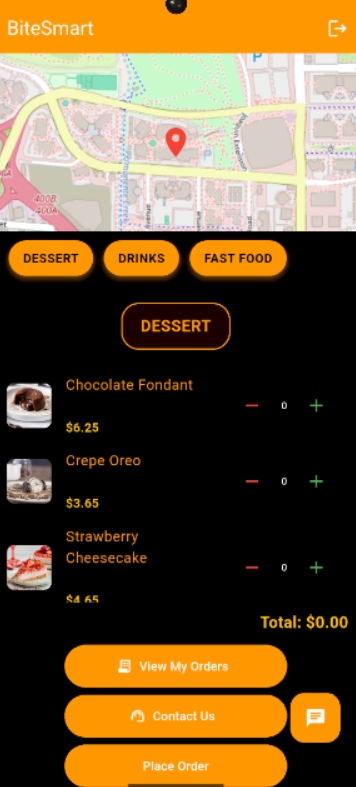 BiteSmart
P
400B
400A
DESSERT
DRINKS
FAST FOOD
DESSERT
Chocolate Fondant
0
$6.25
Crepe Oreo
0
$3.65
Strawberry
Cheesecake
0
$4.65
Total: $0.00
View My Orders
Contact Us
Place Order